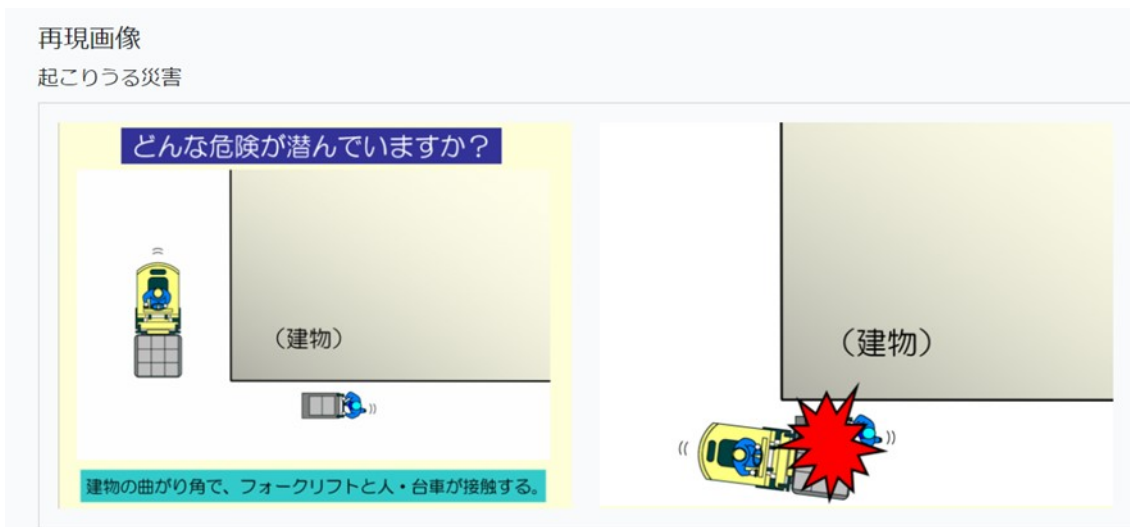 再現画像
起こりうる災害
どんな危険が潜んでいますか？
（建物）
建物の曲がり角で、フォークリフトと人・台車が接触する。
（建物）